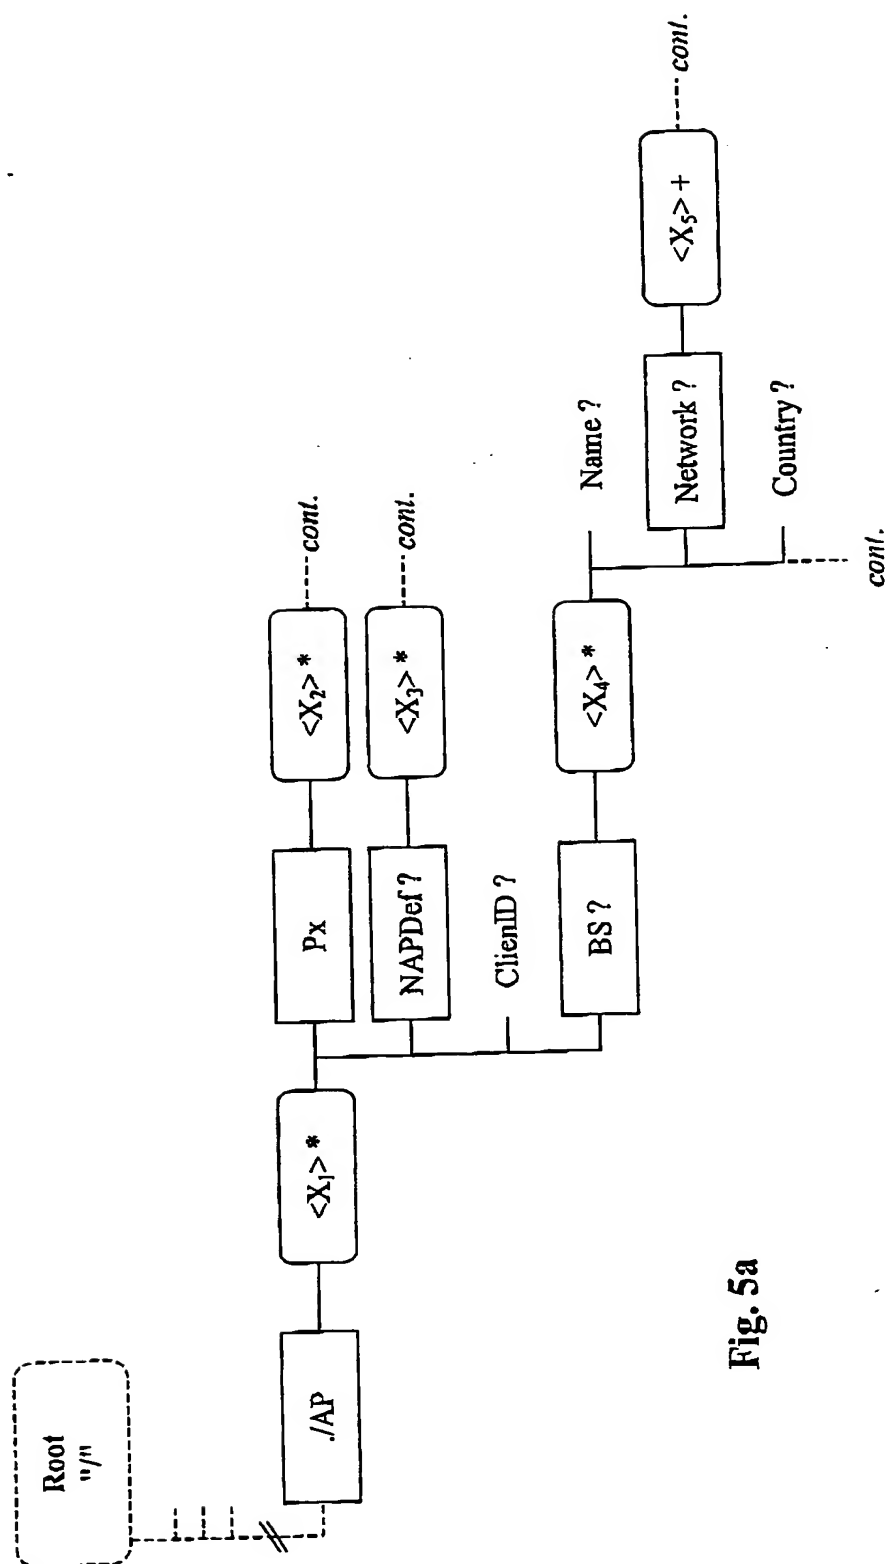 Root
"/"
./AP
<X₁>*
Px
<X₂>*
cont.
NAPDef ?
<X₃>*
cont.
ClienID ?
BS ?
<X₄>*
Name ?
Network ?
<X₅> +
cont.
Country ?
cont.
Fig. 5a